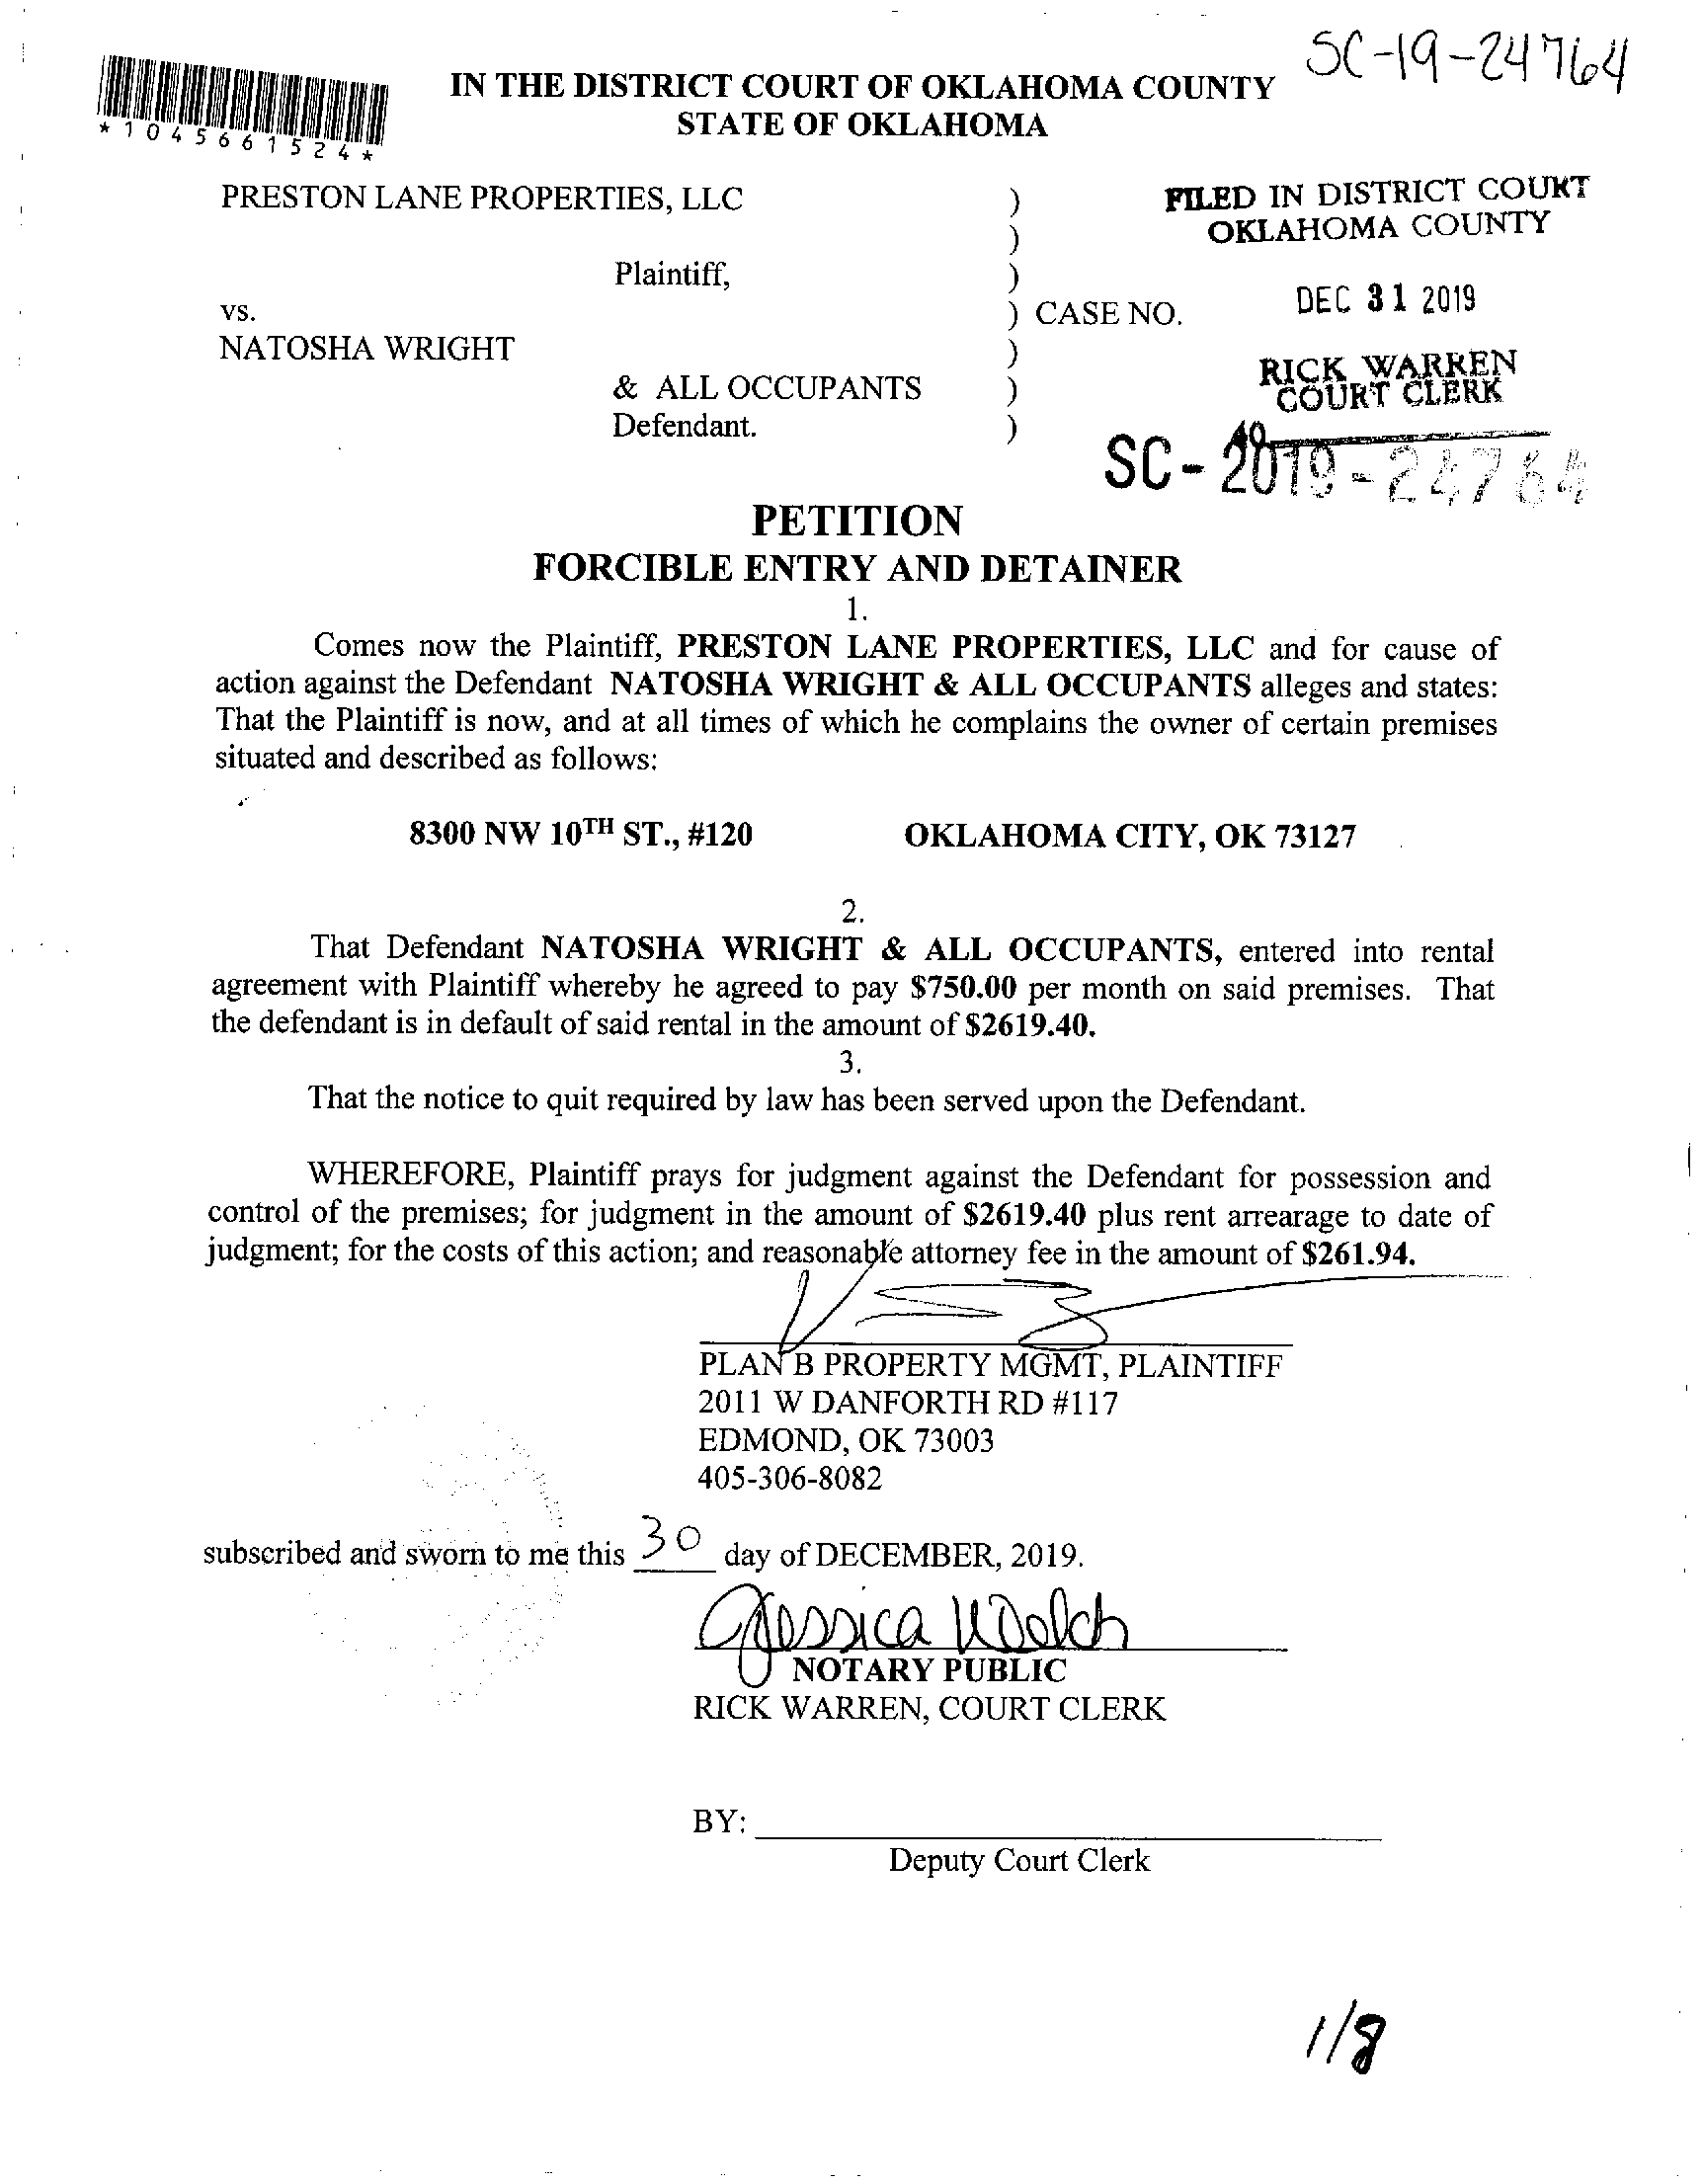 SC-19-24764
IN THE DISTRICT COURT OF OKLAHOMA COUNTY
STATE OF OKLAHOMA
*1045661524*
PRESTON LANE PROPERTIES, LLC )
)
Plaintiff, )
vs. ) CASE NO.
NATOSHA WRIGHT )
& ALL OCCUPANTS )
Defendant. )
FILED IN DISTRICT COURT
OKLAHOMA COUNTY
DEC 31 2019
RICK WARREN
COURT CLERK
40
SC-2019-24764
PETITION
FORCIBLE ENTRY AND DETAINER
1.
Comes now the Plaintiff, PRESTON LANE PROPERTIES, LLC and for cause of
action against the Defendant NATOSHA WRIGHT & ALL OCCUPANTS alleges and states:
That the Plaintiff is now, and at all times of which he complains the owner of certain premises
situated and described as follows:
8300 NW 10TH ST., #120 OKLAHOMA CITY, OK 73127
2.
That Defendant NATOSHA WRIGHT & ALL OCCUPANTS, entered into rental
agreement with Plaintiff whereby he agreed to pay $750.00 per month on said premises. That
the defendant is in default of said rental in the amount of $2619.40.
3.
That the notice to quit required by law has been served upon the Defendant.
WHEREFORE, Plaintiff prays for judgment against the Defendant for possession and
control of the premises; for judgment in the amount of $2619.40 plus rent arrearage to date of
judgment; for the costs of this action; and reasonable attorney fee in the amount of $261.94.
PLAN B PROPERTY MGMT, PLAINTIFF
2011 W DANFORTH RD #117
EDMOND, OK 73003
405-306-8082
subscribed and sworn to me this 30 day of DECEMBER, 2019.
Jessica Welch
NOTARY PUBLIC
RICK WARREN, COURT CLERK
BY:
Deputy Court Clerk
1/8